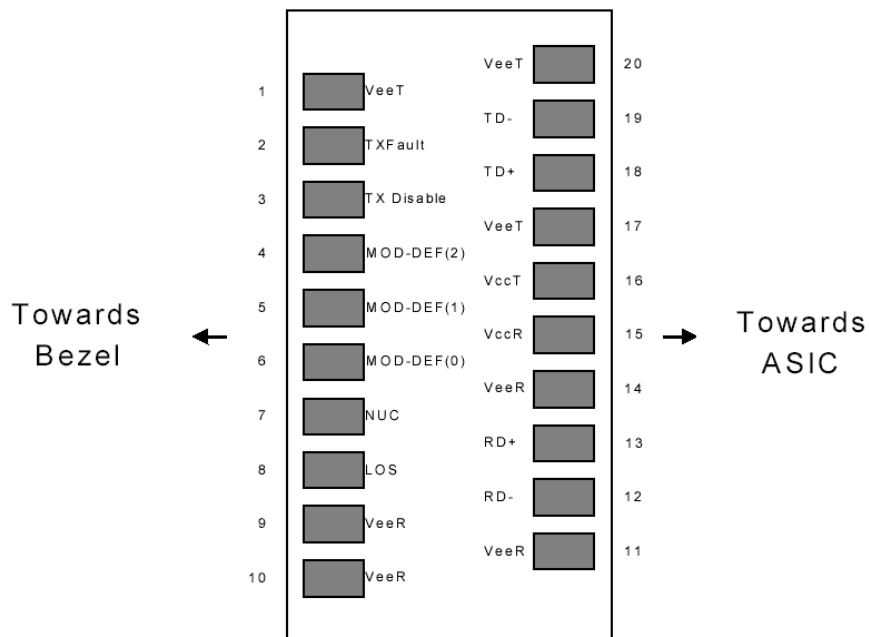 VeeT 20
1 VeeT
TD- 19
2 TXFault
TD+ 18
3 TX Disable
VeeT 17
4 MOD-DEF(2)
VccT 16
5 MOD-DEF(1)
Towards
Bezel
VccR 15
Towards
ASIC
6 MOD-DEF(0)
VeeR 14
7 NUC
RD+ 13
8 LOS
RD- 12
9 VeeR
VeeR 11
10 VeeR